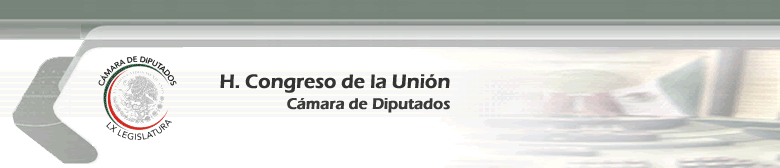 CÁMARA DE DIPUTADOS
LX LEGISLATURA
H. Congreso de la Unión
Cámara de Diputados